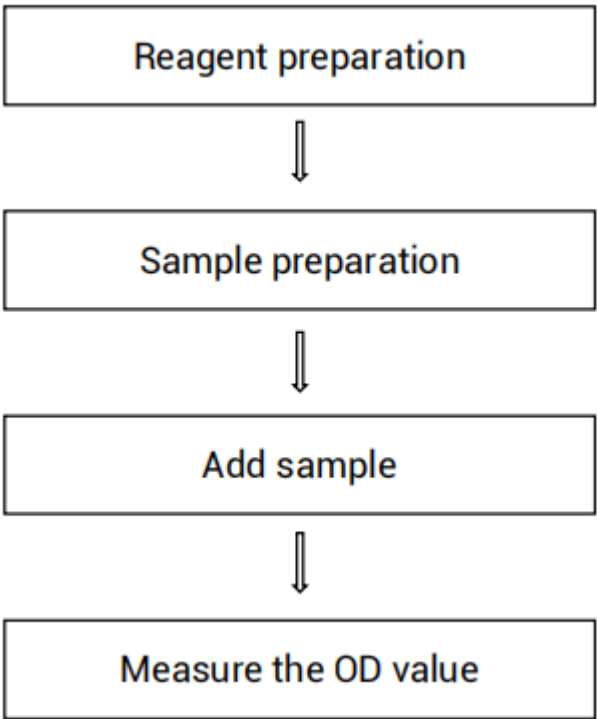 Reagent preparation
Sample preparation
Add sample
Measure the OD value